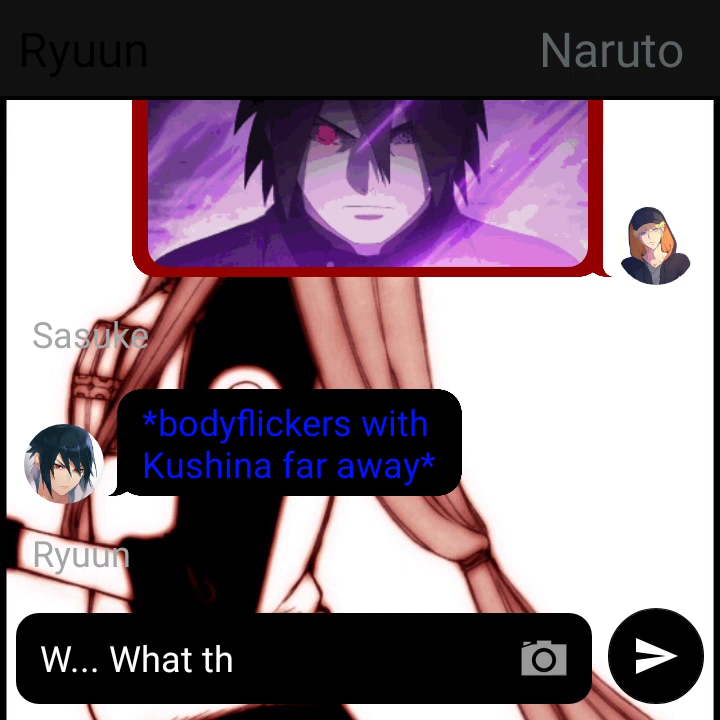 Ryuun
Naruto
Sasuke
*bodyflickers with
Kushina far away*
Ryuun
W... What th